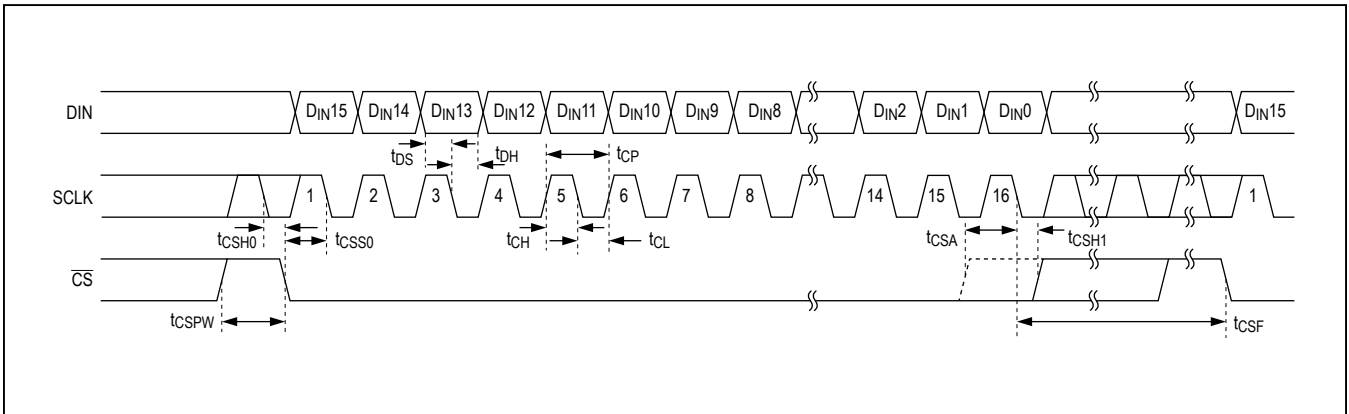 DIN DIN15 DIN14 DIN13 DIN12 DIN11 DIN10 DIN9 DIN8 DIN2 DIN1 DIN0 DIN15
tDS tDH tCP
SCLK 1 2 3 4 5 6 7 8 14 15 16 1
tCSH0 tCSS0 tCH tCL tCSA tCSH1
CS
tCSPW tCSF